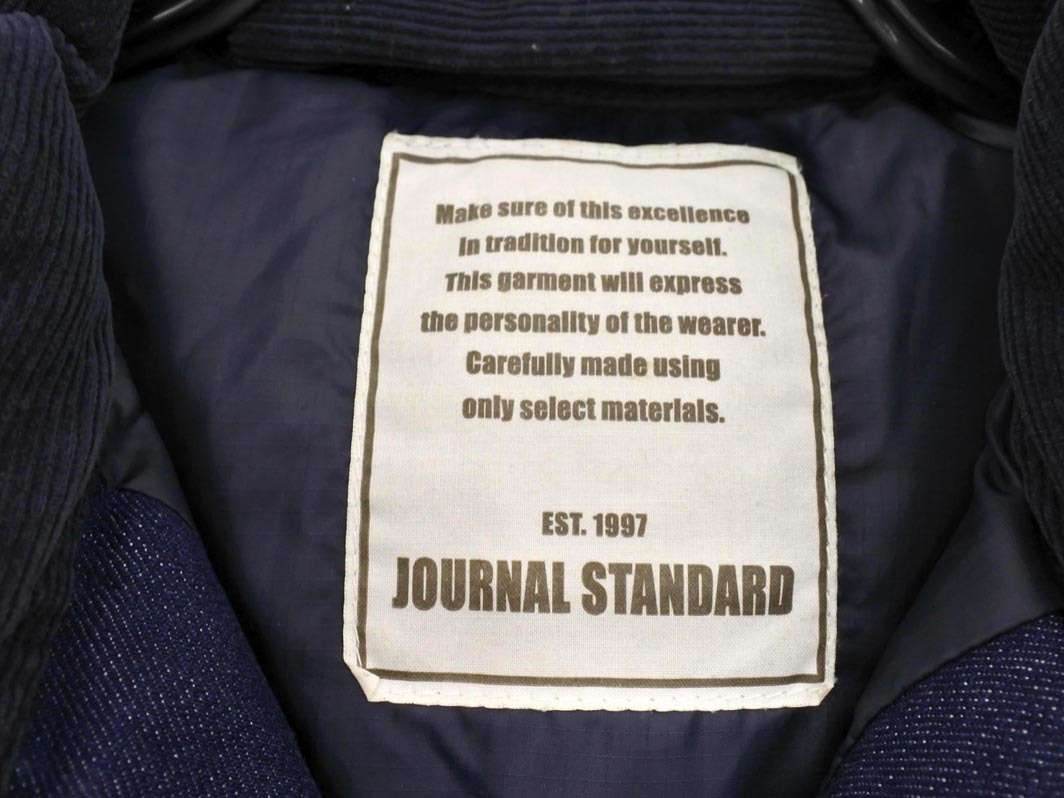 Make sure of this excellence
in tradition for yourself.
This garment will express
the personality of the wearer.
Carefully made using
only select materials.
EST. 1997
JOURNAL STANDARD